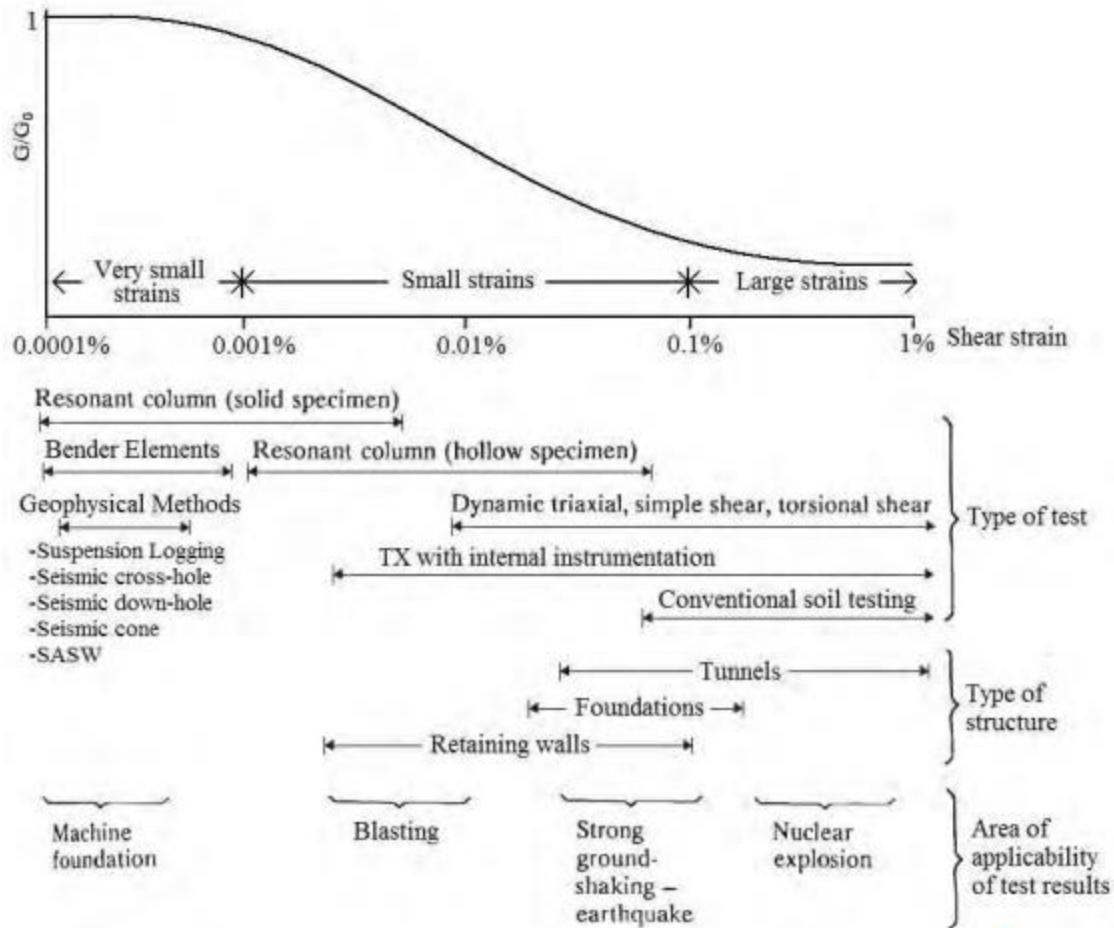 1
G/G0
Very small
strains
Small strains
Large strains
0.0001%
0.001%
0.01%
0.1%
1%
Shear strain
Resonant column (solid specimen)
Bender Elements
Resonant column (hollow specimen)
Geophysical Methods
Dynamic triaxial, simple shear, torsional shear
Type of test
-Suspension Logging
-Seismic cross-hole
-Seismic down-hole
-Seismic cone
-SASW
TX with internal instrumentation
Conventional soil testing
Tunnels
Foundations
Retaining walls
Type of
structure
Machine
foundation
Blasting
Strong
ground-
shaking –
earthquake
Nuclear
explosion
Area of
applicability
of test results